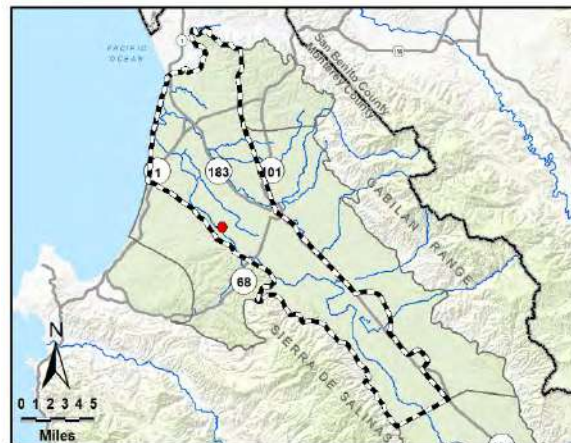 PACIFIC
OCEAN
1
San Benito County
Monterey County
1
183
101
GABILAN RANGE
68
SIERRA DE SALINAS
N
0 1 2 3 4 5
Miles